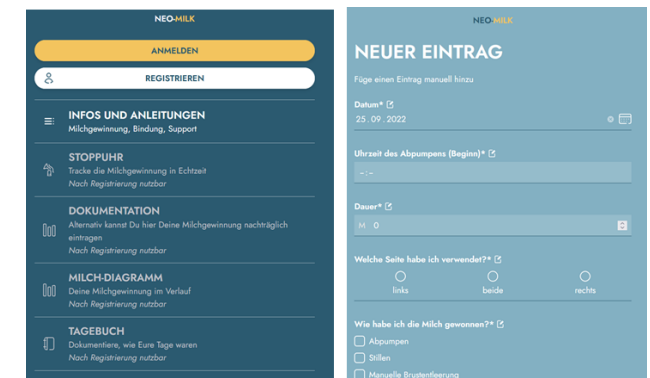 NEO-MILK
ANMELDEN
REGISTRIEREN
INFOS UND ANLEITUNGEN
Milchgewinnung, Bindung, Support
STOPPUHR
Tracke die Milchgewinnung in Echtzeit
Nach Registrierung nutzbar
DOKUMENTATION
Alternativ kannst Du hier Deine Milchgewinnung nachträglich
eintragen
Nach Registrierung nutzbar
MILCH-DIAGRAMM
Deine Milchgewinnung im Verlauf
Nach Registrierung nutzbar
TAGEBUCH
Dokumentiere, wie Eure Tage waren
Nach Registrierung nutzbar
NEO-MILK
NEUER EINTRAG
Füge einen Eintrag manuell hinzu
Datum*
25.09.2022
Uhrzeit des Abpumpens (Beginn)*
-:-
Dauer*
M 0
Welche Seite habe ich verwendet?*
links beide rechts
Wie habe ich die Milch gewonnen?*
Abpumpen
Stillen
Manuelle Brustentleerung